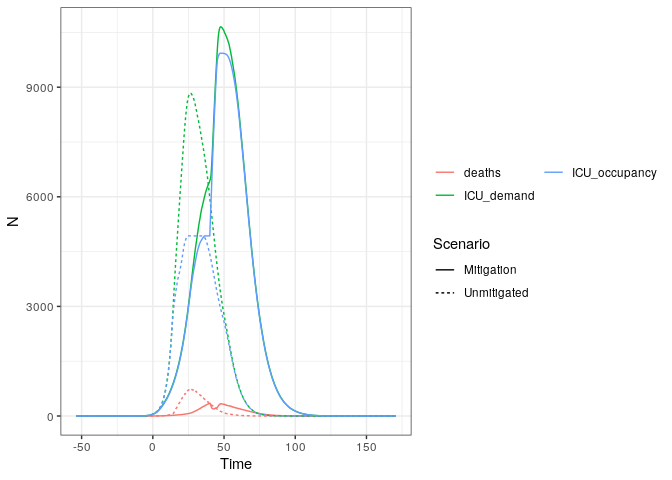 N
9000
6000
3000
0
-50 0 50 100 150
Time
deaths ICU_occupancy
ICU_demand
Scenario
Mitigation
Unmitigated